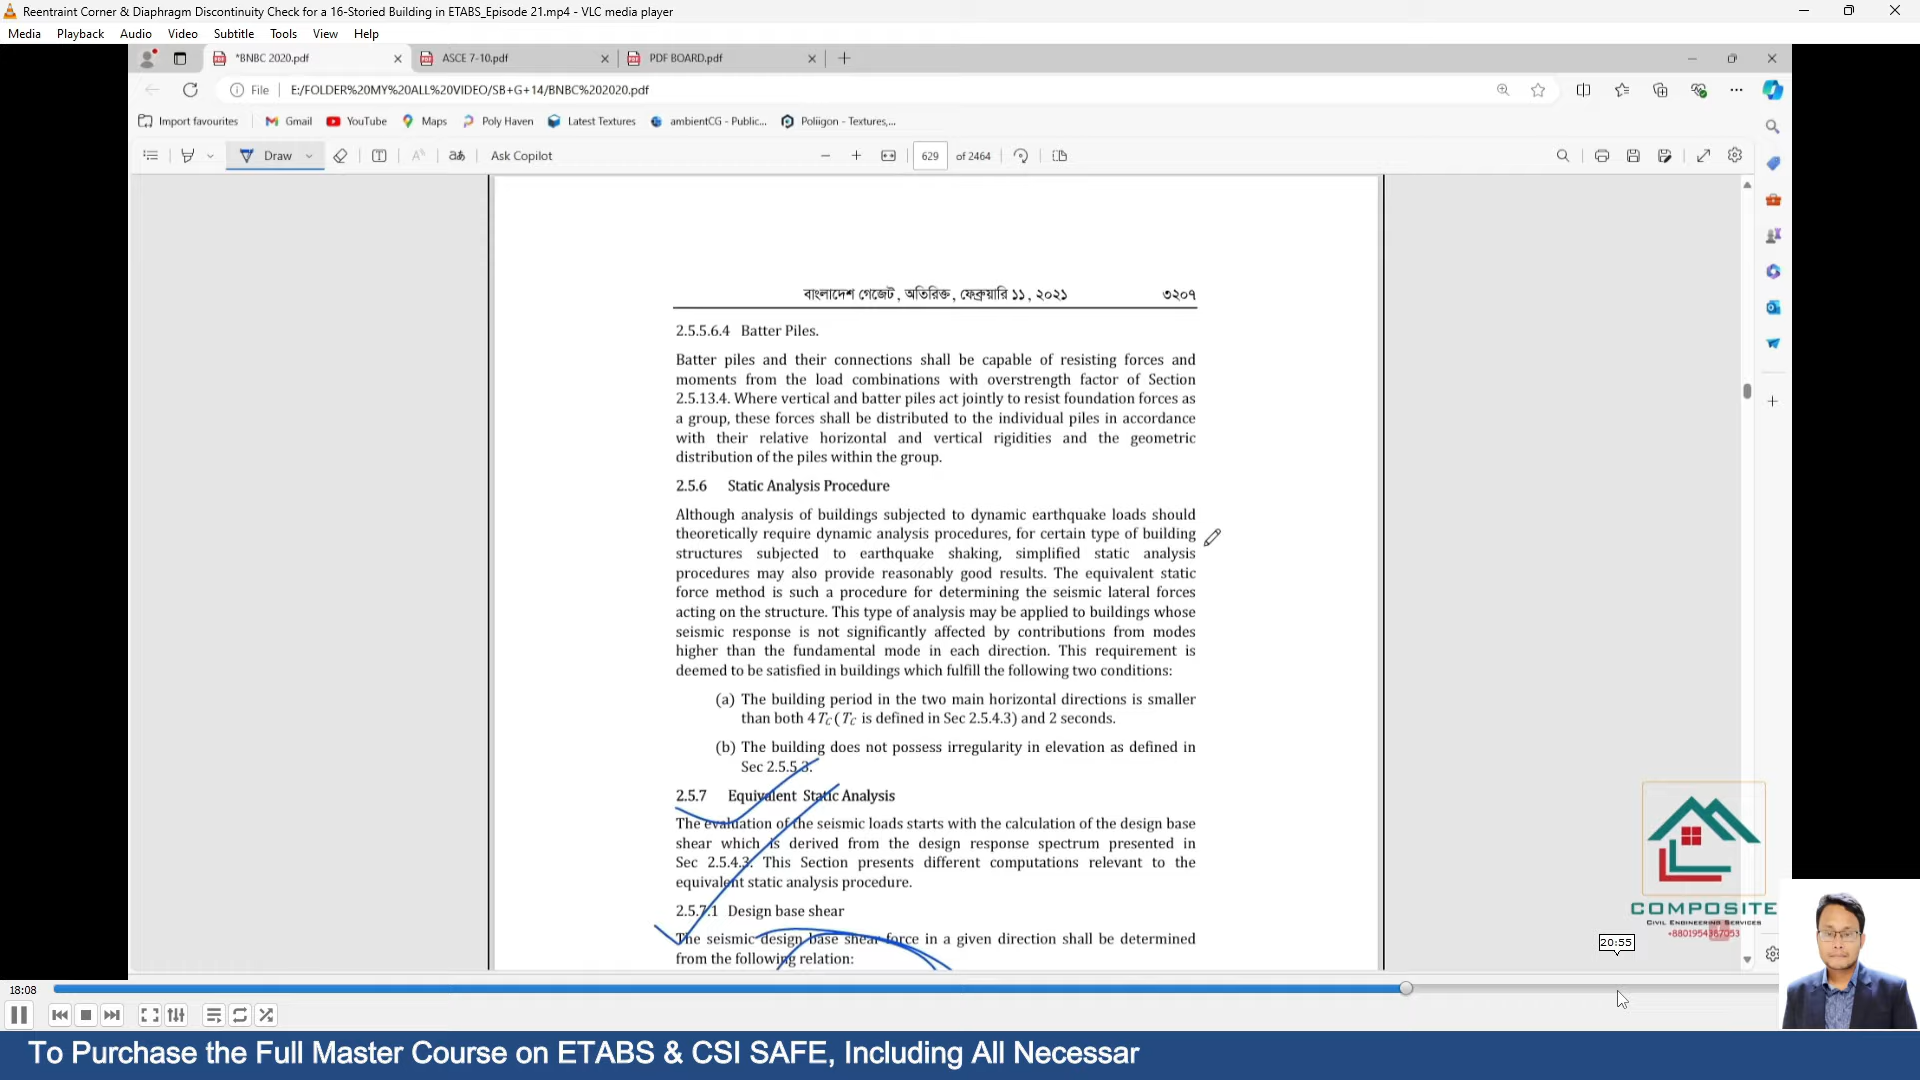 Reentraint Corner & Diaphragm Discontinuity Check for a 16-Storied Building in ETABS_Episode 21.mp4 - VLC media player
Media Playback Audio Video Subtitle Tools View Help
*BNBC 2020.pdf ASCE 7-10.pdf PDF BOARD.pdf
File E:/FOLDER%20MY%20ALL%20VIDEO/SB+G+14/BNBC%202020.pdf
Import favourites Gmail YouTube Maps Poly Haven Latest Textures ambientCG - Public... Poliigon - Textures,...
Draw Ask Copilot 629 of 2464
বাংলাদেশ গেজেট, অতিরিক্ত, ফেব্রুয়ারি ১১, ২০২১ ৩২০৭
2.5.5.6.4 Batter Piles.
Batter piles and their connections shall be capable of resisting forces and
moments from the load combinations with overstrength factor of Section
2.5.13.4. Where vertical and batter piles act jointly to resist foundation forces as
a group, these forces shall be distributed to the individual piles in accordance
with their relative horizontal and vertical rigidities and the geometric
distribution of the piles within the group.
2.5.6 Static Analysis Procedure
Although analysis of buildings subjected to dynamic earthquake loads should
theoretically require dynamic analysis procedures, for certain type of building
structures subjected to earthquake shaking, simplified static analysis
procedures may also provide reasonably good results. The equivalent static
force method is such a procedure for determining the seismic lateral forces
acting on the structure. This type of analysis may be applied to buildings whose
seismic response is not significantly affected by contributions from modes
higher than the fundamental mode in each direction. This requirement is
deemed to be satisfied in buildings which fulfill the following two conditions:
(a) The building period in the two main horizontal directions is smaller
than both 4 TC (TC is defined in Sec 2.5.4.3) and 2 seconds.
(b) The building does not possess irregularity in elevation as defined in
Sec 2.5.5.3.
2.5.7 Equivalent Static Analysis
The evaluation of the seismic loads starts with the calculation of the design base
shear which is derived from the design response spectrum presented in
Sec 2.5.4.3. This Section presents different computations relevant to the
equivalent static analysis procedure.
2.5.7.1 Design base shear
The seismic design base shear force in a given direction shall be determined
from the following relation:
COMPOSITE
CIVIL ENGINEERING SERVICES
+8801954367053
20:55
18:08
To Purchase the Full Master Course on ETABS & CSI SAFE, Including All Necessar